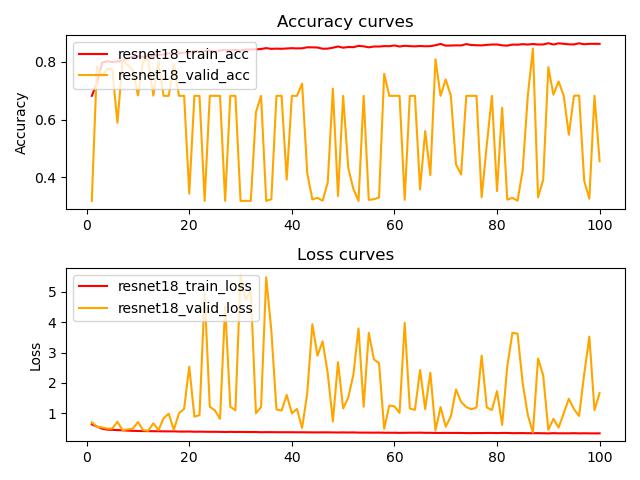 Accuracy curves
resnet18_train_acc
resnet18_valid_acc
Accuracy
0.8
0.6
0.4
0 20 40 60 80 100
Loss curves
resnet18_train_loss
resnet18_valid_loss
Loss
5
4
3
2
1
0 20 40 60 80 100